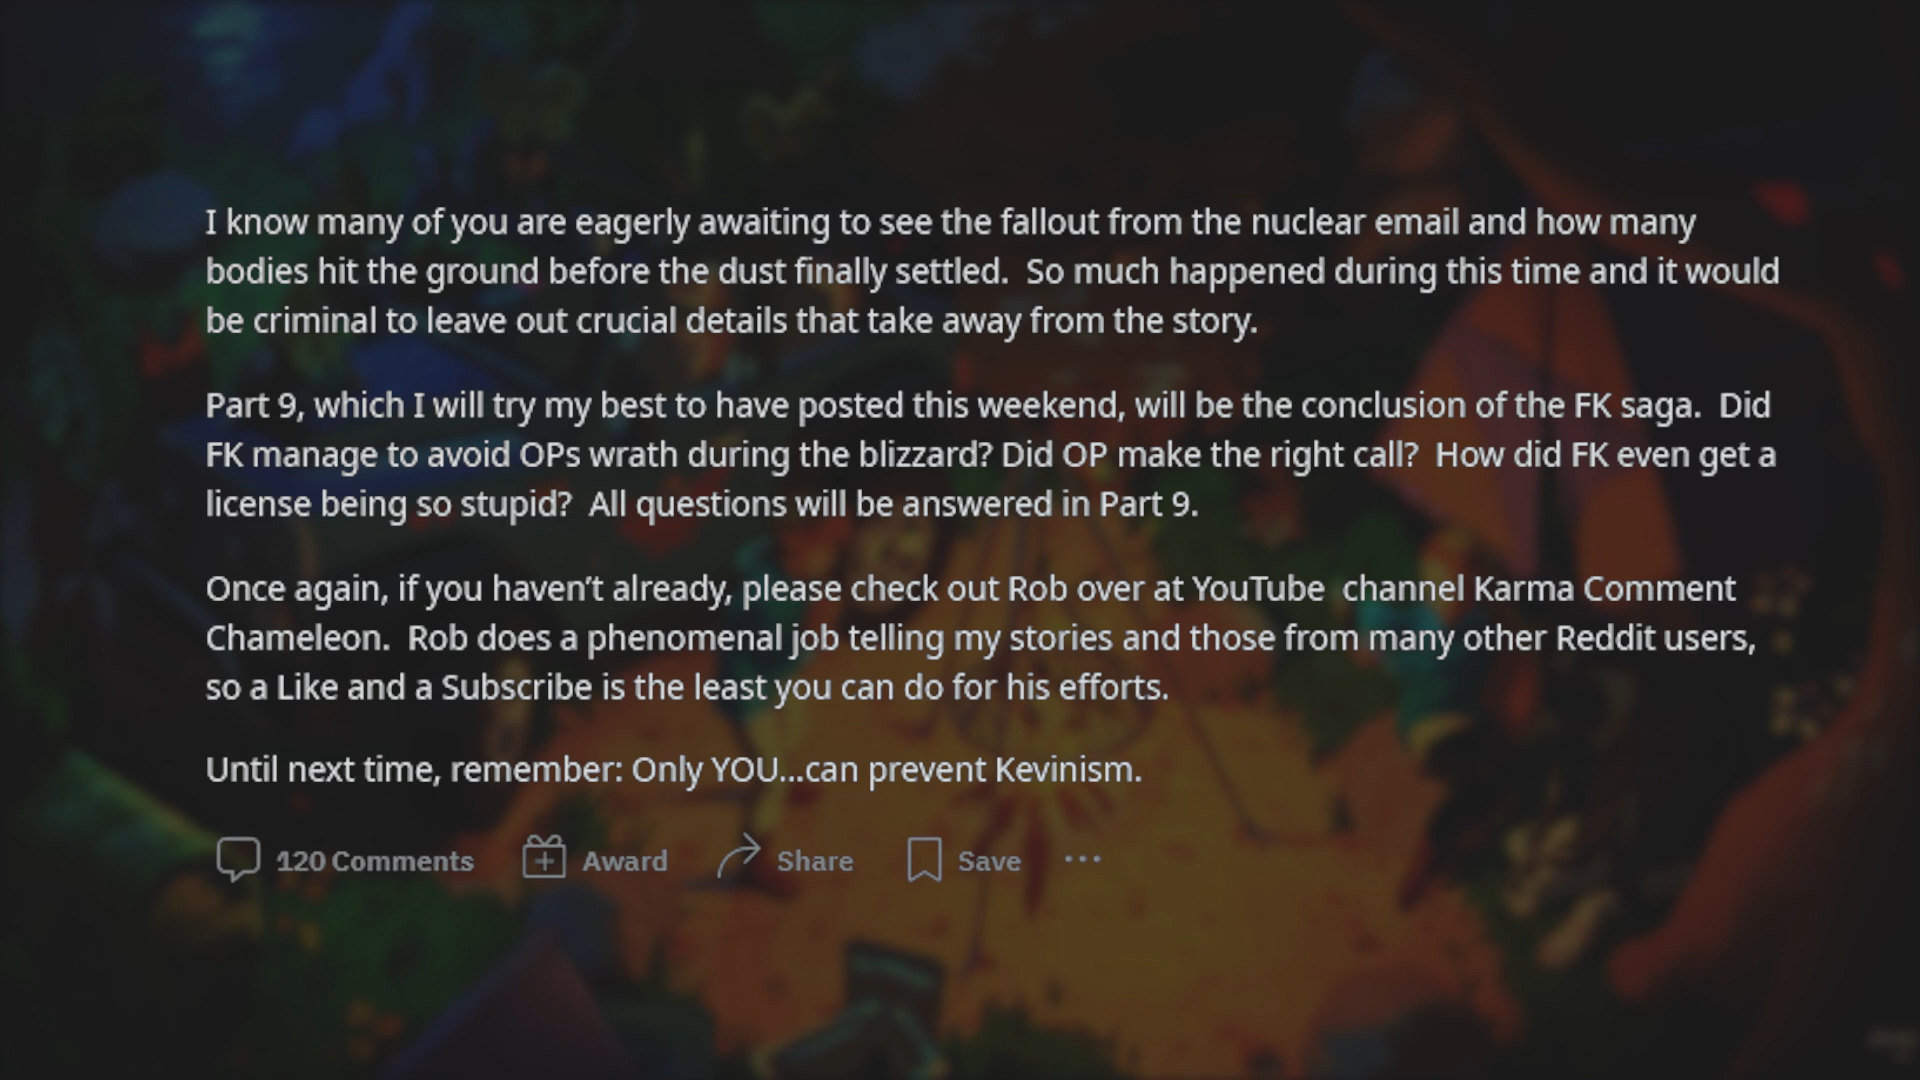 I know many of you are eagerly awaiting to see the fallout from the nuclear email and how many
bodies hit the ground before the dust finally settled.  So much happened during this time and it would
be criminal to leave out crucial details that take away from the story.
Part 9, which I will try my best to have posted this weekend, will be the conclusion of the FK saga.  Did
FK manage to avoid OPs wrath during the blizzard? Did OP make the right call?  How did FK even get a
license being so stupid?  All questions will be answered in Part 9.
Once again, if you haven’t already, please check out Rob over at YouTube  channel Karma Comment
Chameleon.  Rob does a phenomenal job telling my stories and those from many other Reddit users,
so a Like and a Subscribe is the least you can do for his efforts.
Until next time, remember: Only YOU...can prevent Kevinism.
120 Comments Award Share Save ...